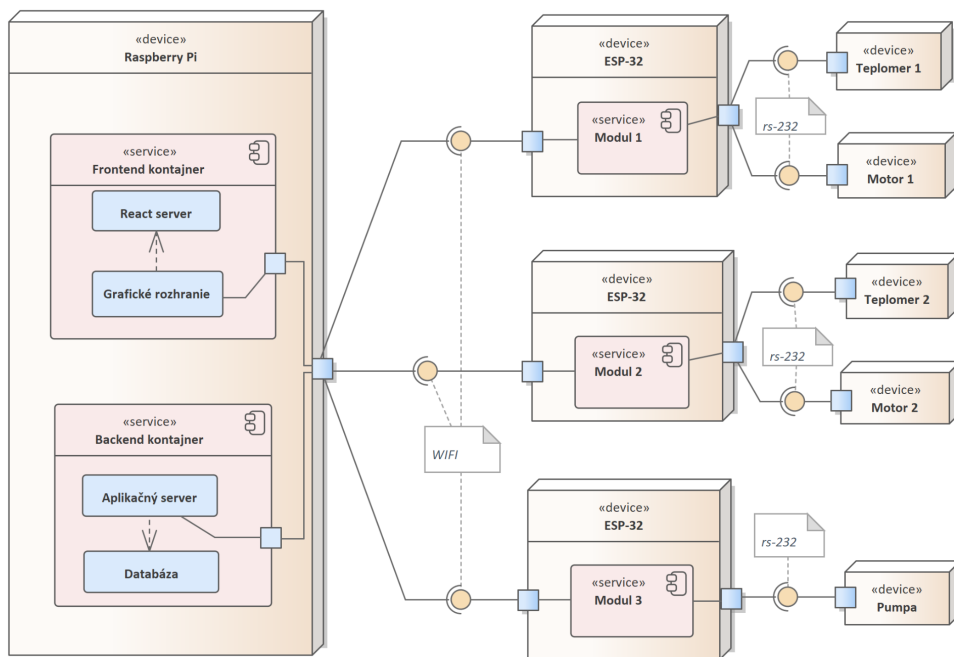 «device»
Raspberry Pi
«service»
Frontend kontajner
React server
Grafické rozhranie
«service»
Backend kontajner
Aplikačný server
Databáza
WIFI
«device»
ESP-32
«service»
Modul 1
«device»
Teplomer 1
rs-232
«device»
Motor 1
«device»
ESP-32
«service»
Modul 2
«device»
Teplomer 2
rs-232
«device»
Motor 2
«device»
ESP-32
«service»
Modul 3
rs-232
«device»
Pumpa